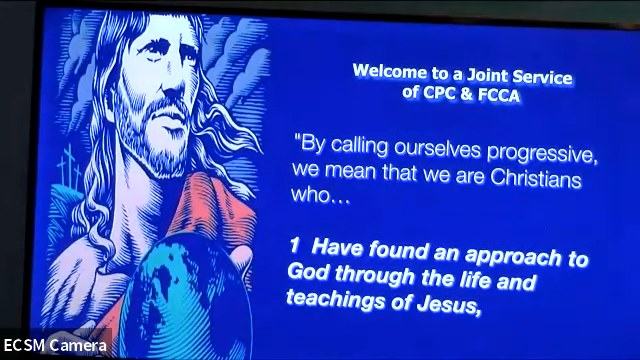 Welcome to a Joint Service
of CPC & FCCA
"By calling ourselves progressive,
we mean that we are Christians
who...
1 Have found an approach to
God through the life and
teachings of Jesus,
ECSM Camera